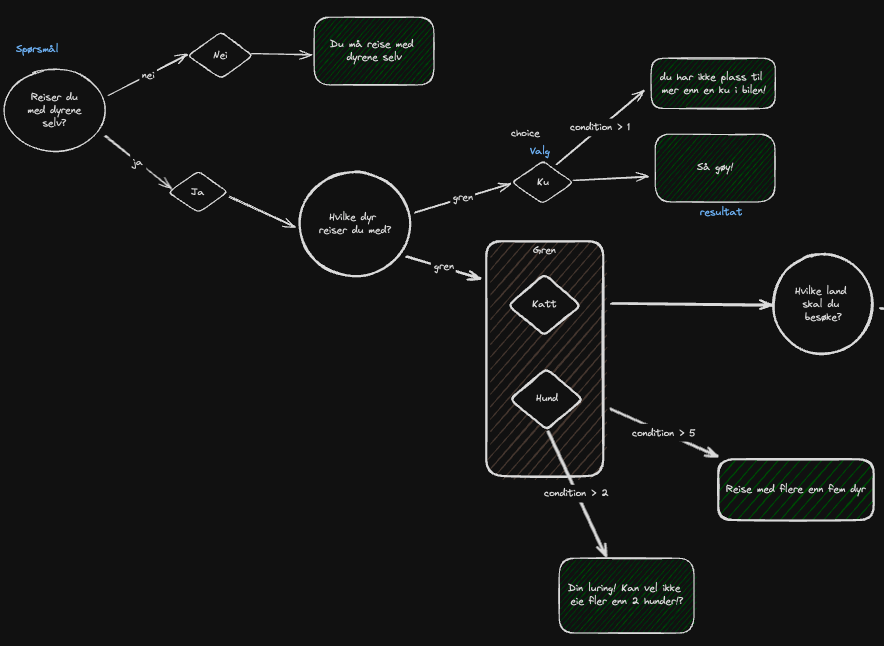 Spørsmål
Reiser du
med dyrene
selv?
nei
Nei
Du må reise med
dyrene selv
ja
Ja
Hvilke dyr
reiser du med?
gren
choice
Valg
Ku
condition > 1
du har ikke plass til
mer enn en ku i bilen!
Så gøy!
resultat
gren
Gren
Katt
Hund
Hvilke land
skal du
besøke?
condition > 5
Reise med flere enn fem dyr
condition > 2
Din luring! Kan vel ikke
eie fler enn 2 hunder!?